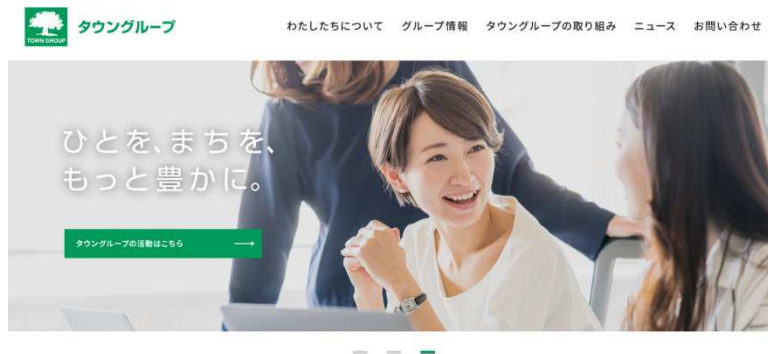 TOWN GROUP
タウングループ
わたしたちについて グループ情報 タウングループの取り組み ニュース お問い合わせ
ひとを、まちを、
もっと豊かに。
タウングループの活動はこちら